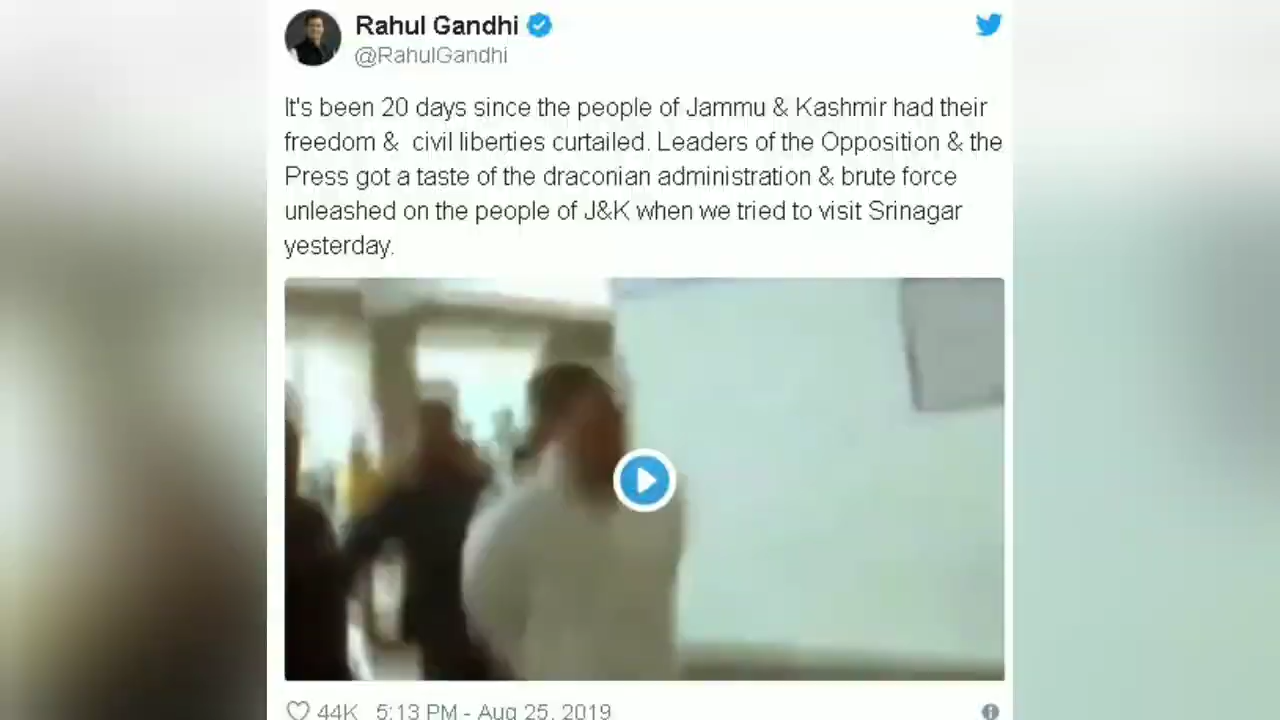 Rahul Gandhi
@RahulGandhi
It's been 20 days since the people of Jammu & Kashmir had their
freedom &  civil liberties curtailed. Leaders of the Opposition & the
Press got a taste of the draconian administration & brute force
unleashed on the people of J&K when we tried to visit Srinagar
yesterday.
44K 5:13 PM - Aug 25, 2019